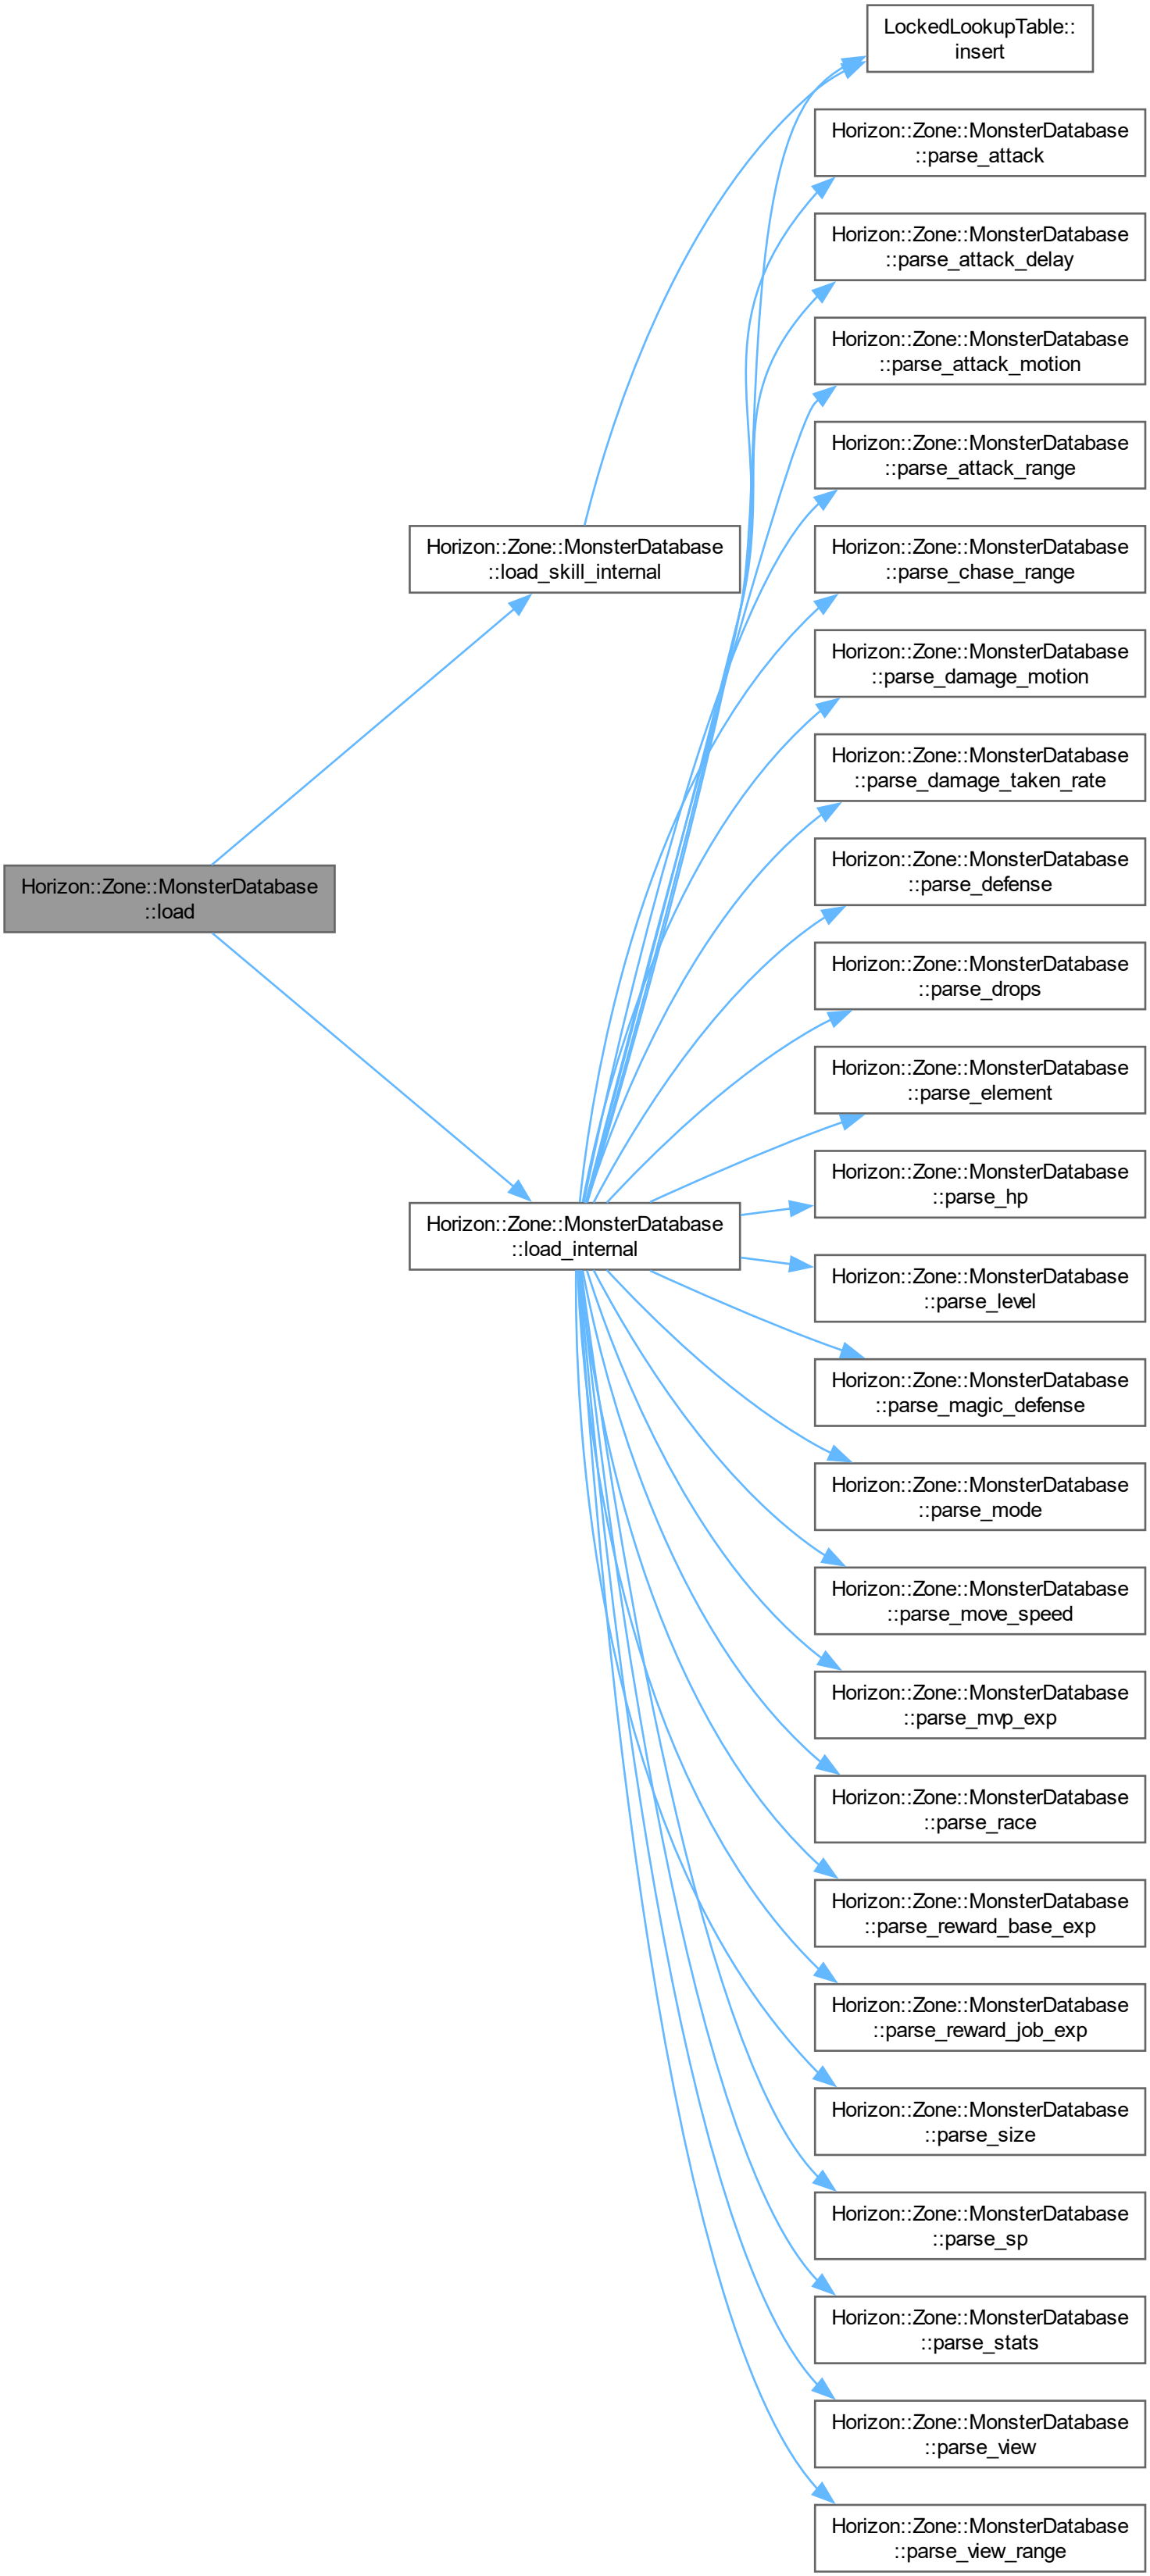 Horizon::Zone::MonsterDatabase
::load
Horizon::Zone::MonsterDatabase
::load_skill_internal
Horizon::Zone::MonsterDatabase
::load_internal
LockedLookupTable::
insert
Horizon::Zone::MonsterDatabase
::parse_attack
Horizon::Zone::MonsterDatabase
::parse_attack_delay
Horizon::Zone::MonsterDatabase
::parse_attack_motion
Horizon::Zone::MonsterDatabase
::parse_attack_range
Horizon::Zone::MonsterDatabase
::parse_chase_range
Horizon::Zone::MonsterDatabase
::parse_damage_motion
Horizon::Zone::MonsterDatabase
::parse_damage_taken_rate
Horizon::Zone::MonsterDatabase
::parse_defense
Horizon::Zone::MonsterDatabase
::parse_drops
Horizon::Zone::MonsterDatabase
::parse_element
Horizon::Zone::MonsterDatabase
::parse_hp
Horizon::Zone::MonsterDatabase
::parse_level
Horizon::Zone::MonsterDatabase
::parse_magic_defense
Horizon::Zone::MonsterDatabase
::parse_mode
Horizon::Zone::MonsterDatabase
::parse_move_speed
Horizon::Zone::MonsterDatabase
::parse_mvp_exp
Horizon::Zone::MonsterDatabase
::parse_race
Horizon::Zone::MonsterDatabase
::parse_reward_base_exp
Horizon::Zone::MonsterDatabase
::parse_reward_job_exp
Horizon::Zone::MonsterDatabase
::parse_size
Horizon::Zone::MonsterDatabase
::parse_sp
Horizon::Zone::MonsterDatabase
::parse_stats
Horizon::Zone::MonsterDatabase
::parse_view
Horizon::Zone::MonsterDatabase
::parse_view_range